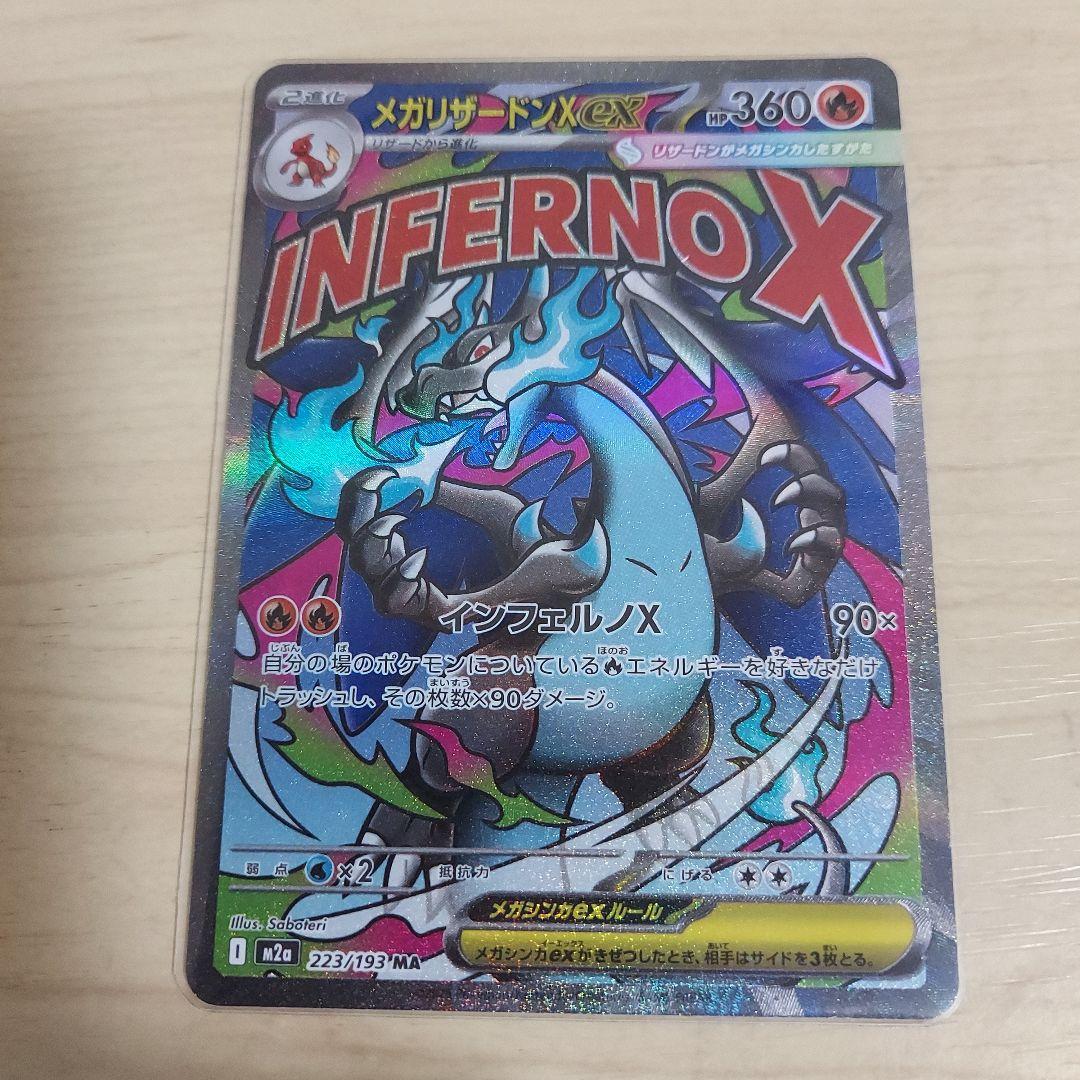 2進化
メガリザードンXex
HP360
リザードから進化
リザードンがメガシンカしたすがた
INFERNO X
インフェルノX 90×
自分の場のポケモンについているエネルギーを好きなだけ
トラッシュし、その枚数×90ダメージ。
弱点 ×2 抵抗力 にげる
Illus. Saboteri
メガシンカexルール
メガシンカexがきぜつしたとき、相手はサイドを3枚とる。
I m2a 223/193 MA